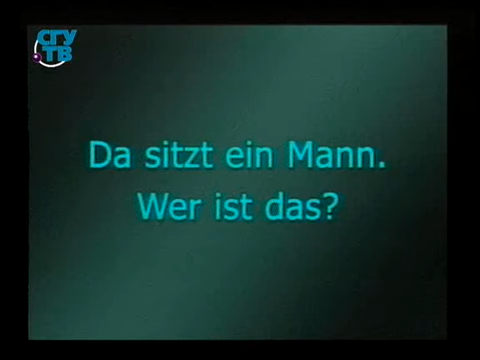 СГУ
ТВ
Da sitzt ein Mann.
Wer ist das?